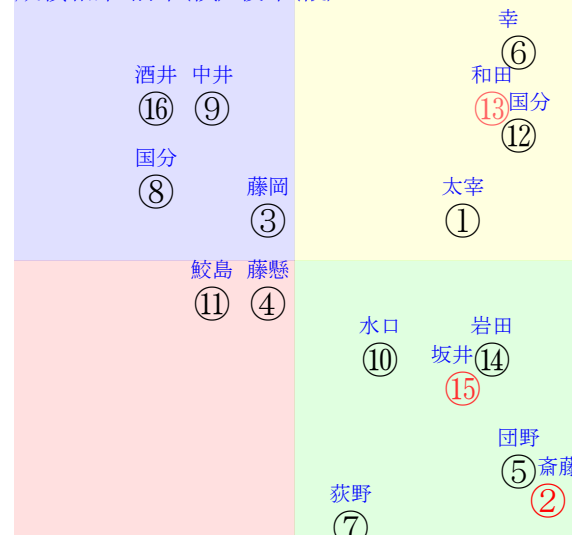 幸
⑥
酒井 中井 和田
⑯ ⑨ ⑬ 国分
⑫
国分
⑧ 藤岡 太宰
③ ①
鮫島 藤懸
⑪ ④
水口 岩田
⑩ 坂井 ⑭
⑮
団野
⑤ 斎藤
荻野 ②
⑦